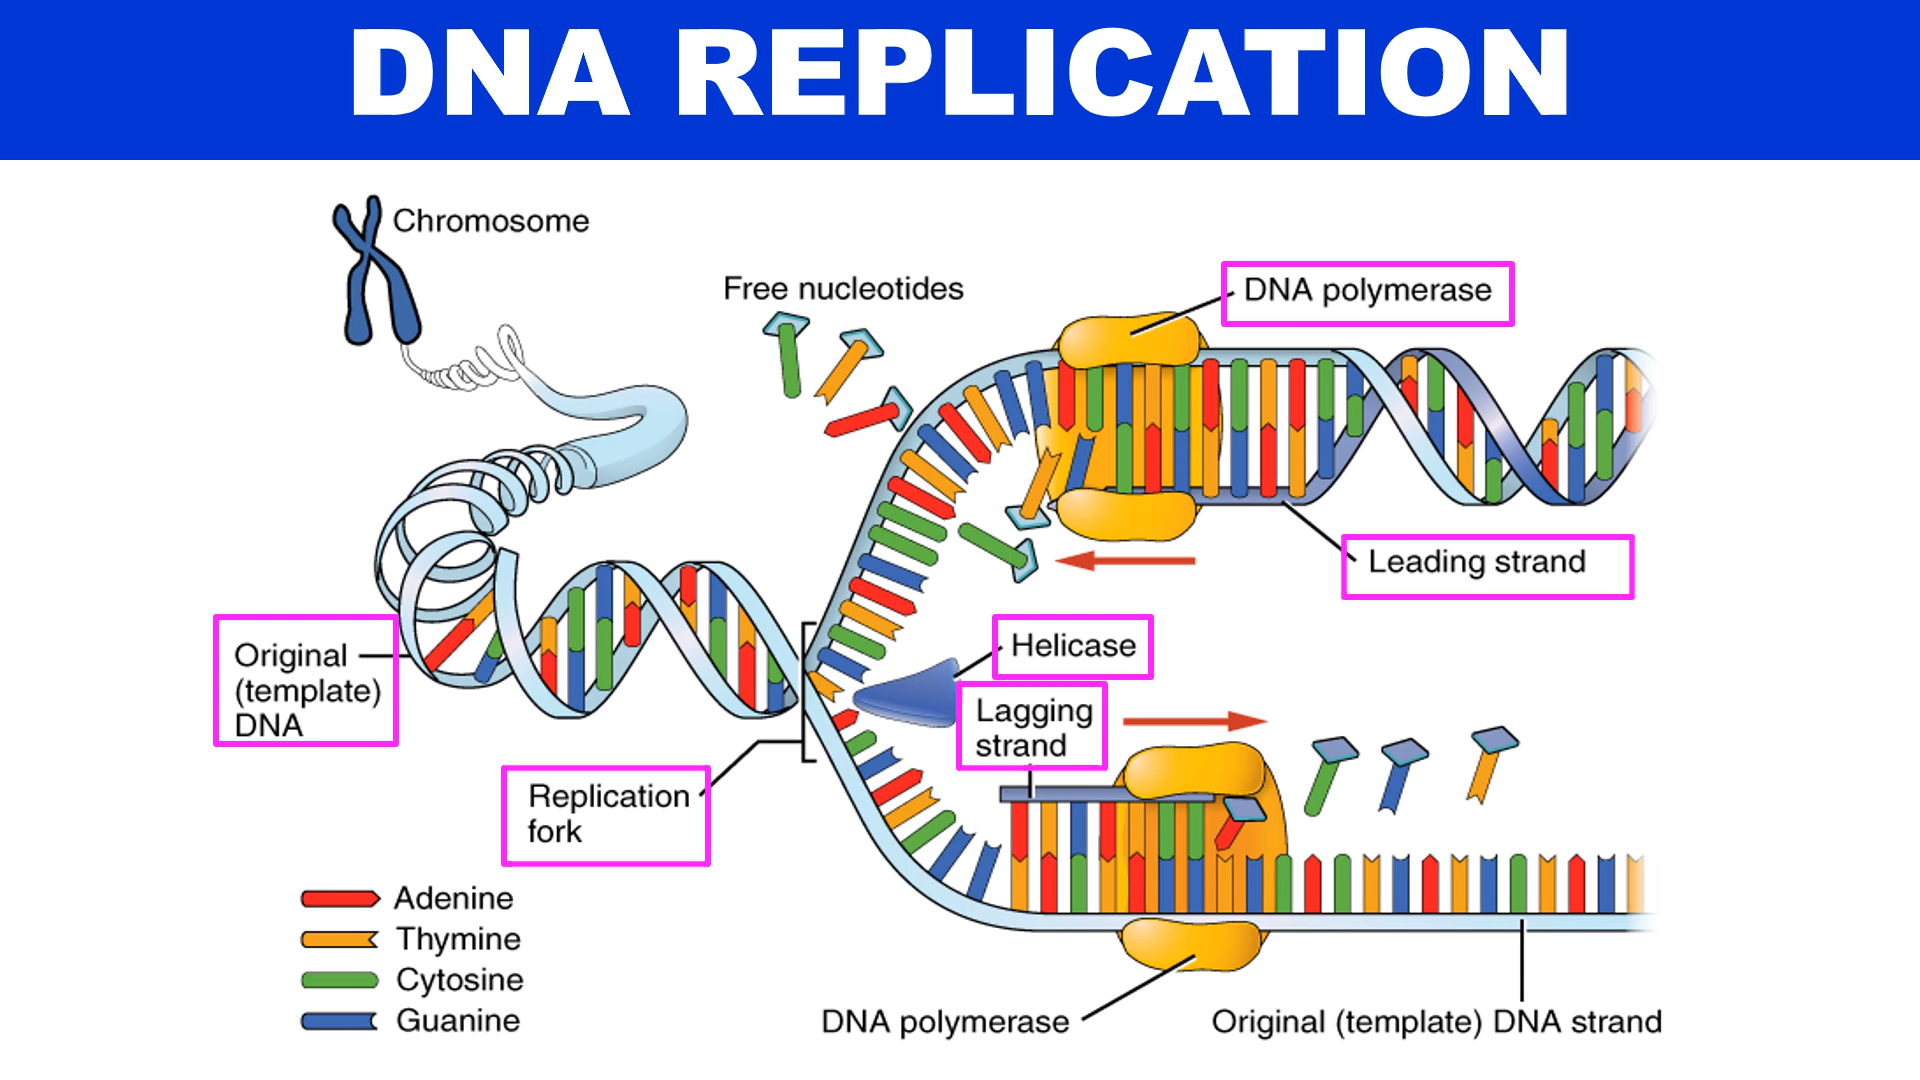 DNA REPLICATION
Chromosome
Free nucleotides
DNA polymerase
Leading strand
Helicase
Original
(template)
DNA
Lagging
strand
Replication
fork
Adenine
Thymine
Cytosine
Guanine
DNA polymerase
Original (template) DNA strand